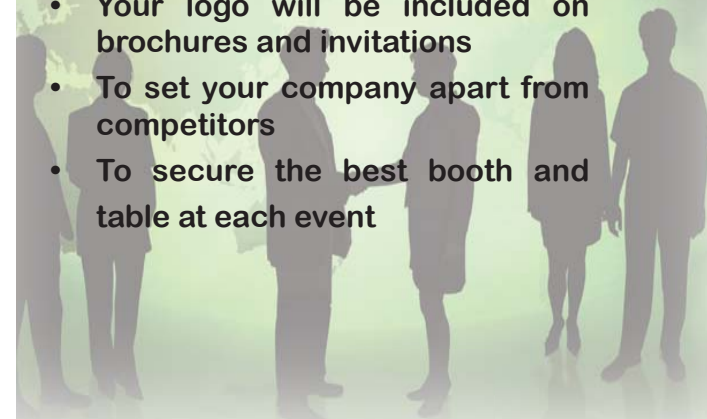 • Your logo will be included on
brochures and invitations
• To set your company apart from
competitors
• To secure the best booth and
table at each event